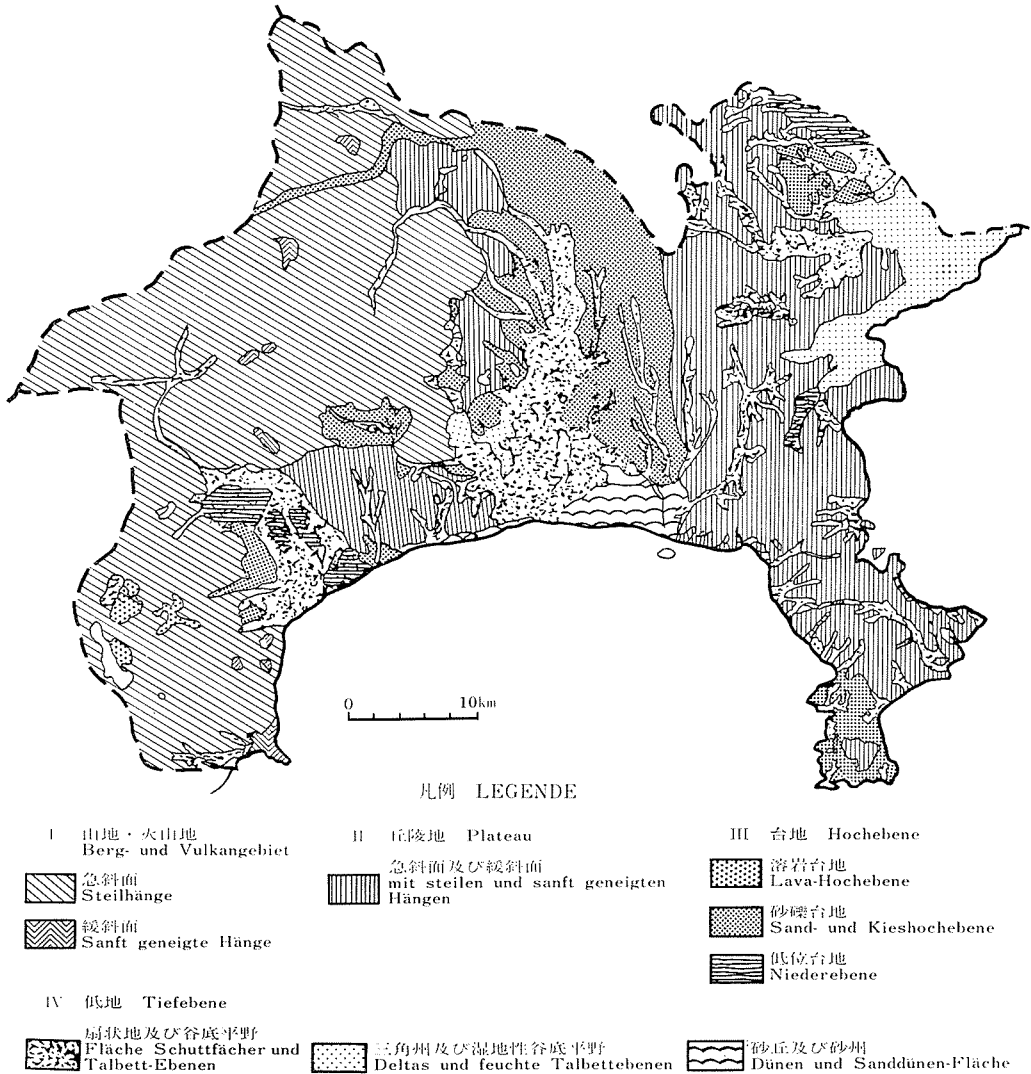 0 10km
凡例 LEGENDE
I 山地・火山地
Berg- und Vulkangebiet
急斜面
Steilhänge
緩斜面
Sanft geneigte Hänge
II 丘陵地 Plateau
急斜面及び緩斜面
mit steilen und sanft geneigten
Hängen
III 台地 Hochebene
溶岩台地
Lava-Hochebene
砂礫台地
Sand- und Kieshochebene
低位台地
Niederebene
IV 低地 Tiefebene
扇状地及び谷底平野
Fläche Schuttfächer und
Talbett-Ebenen
三角州及び湿地性谷底平野
Deltas und feuchte Talbettebenen
砂丘及び砂州
Dünen und Sanddünen-Fläche